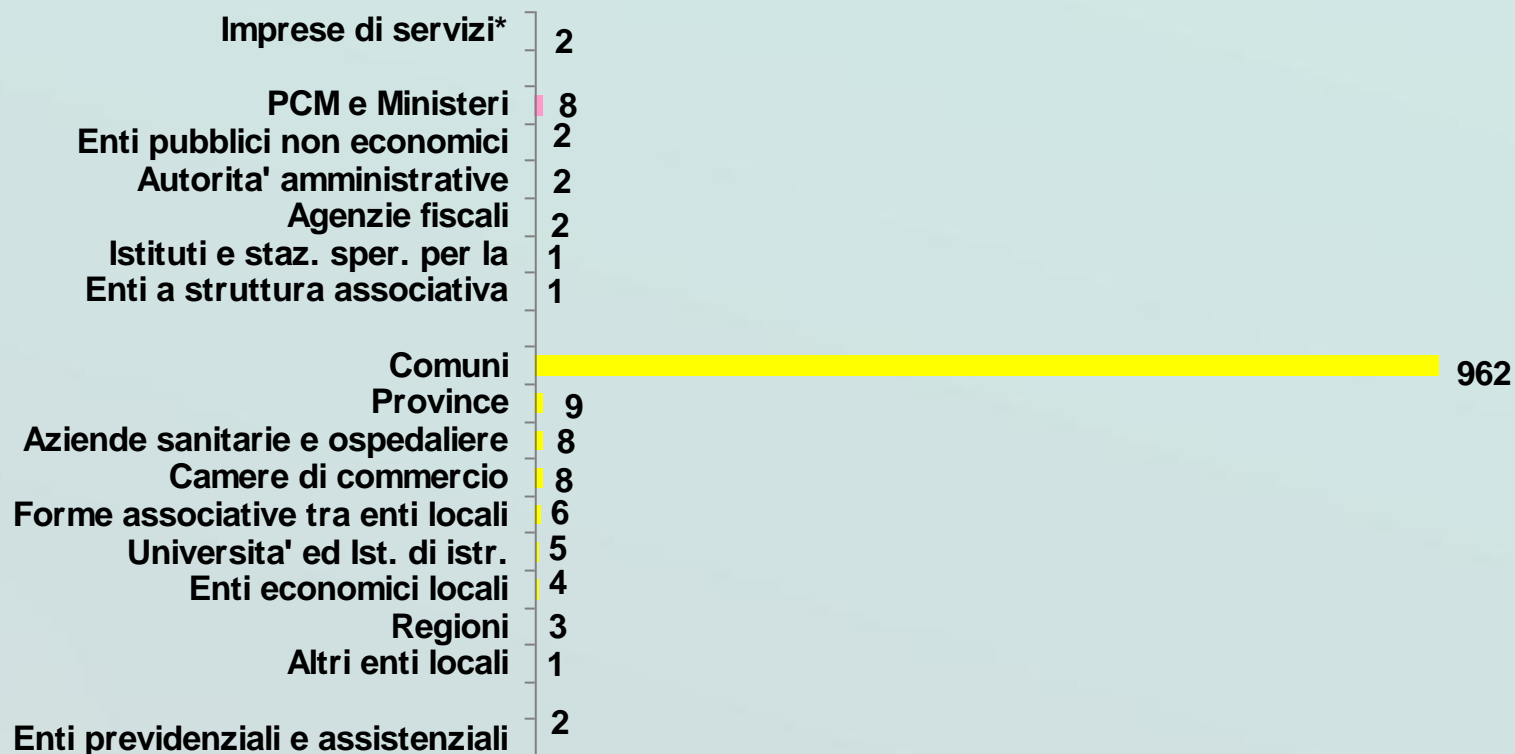 Imprese di servizi* 2
PCM e Ministeri 8
Enti pubblici non economici 2
Autorita' amministrative 2
Agenzie fiscali 2
Istituti e staz. sper. per la 1
Enti a struttura associativa 1
Comuni 962
Province 9
Aziende sanitarie e ospedaliere 8
Camere di commercio 8
Forme associative tra enti locali 6
Universita' ed Ist. di istr. 5
Enti economici locali 4
Regioni 3
Altri enti locali 1
Enti previdenziali e assistenziali 2